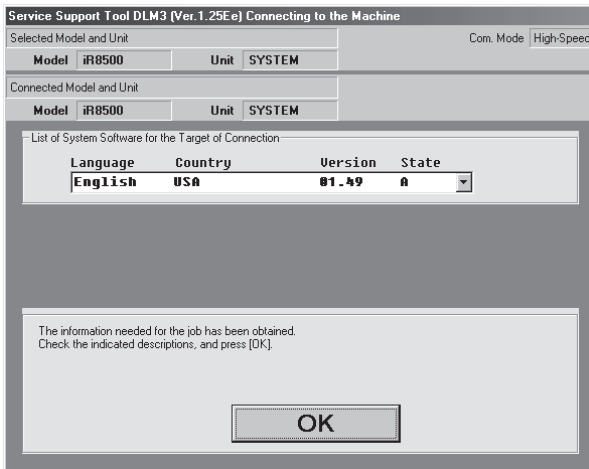 Service Support Tool DLM3 (Ver.1.25Ee) Connecting to the Machine
Selected Model and Unit Com. Mode High-Speed
Model iR8500 Unit SYSTEM
Connected Model and Unit
Model iR8500 Unit SYSTEM
List of System Software for the Target of Connection
Language Country Version State
English USA 01.49 A
The information needed for the job has been obtained.
Check the indicated descriptions, and press [OK].
OK